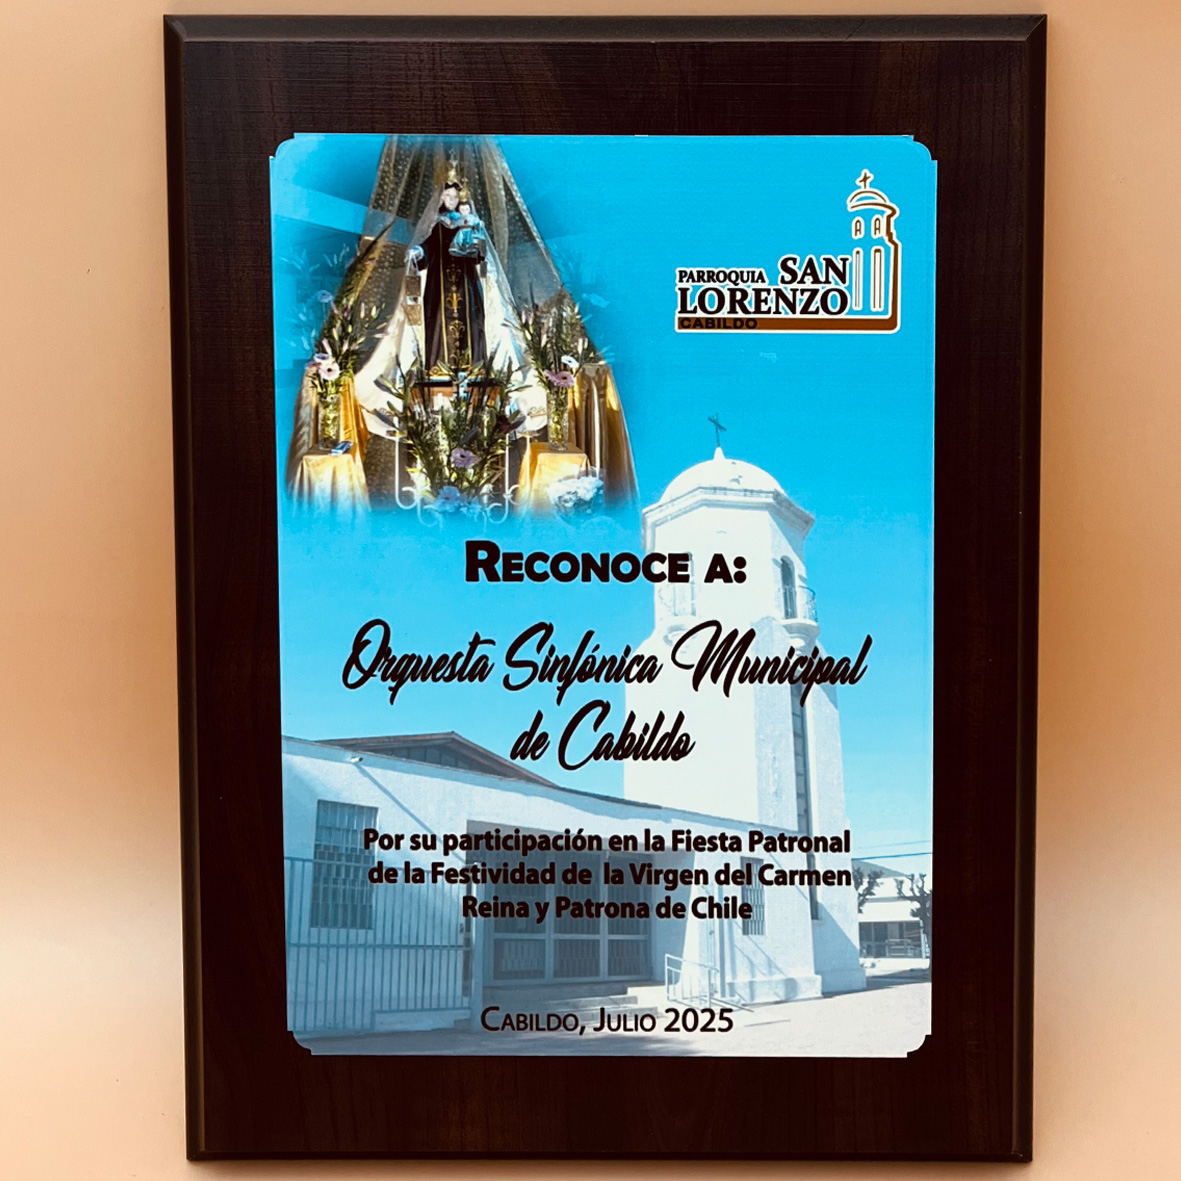 PARROQUIA SAN
LORENZO
CABILDO
RECONOCE A:
Orquesta Sinfónica Municipal
de Cabildo
Por su participación en la Fiesta Patronal
de la Festividad de la Virgen del Carmen
Reina y Patrona de Chile
CABILDO, JULIO 2025